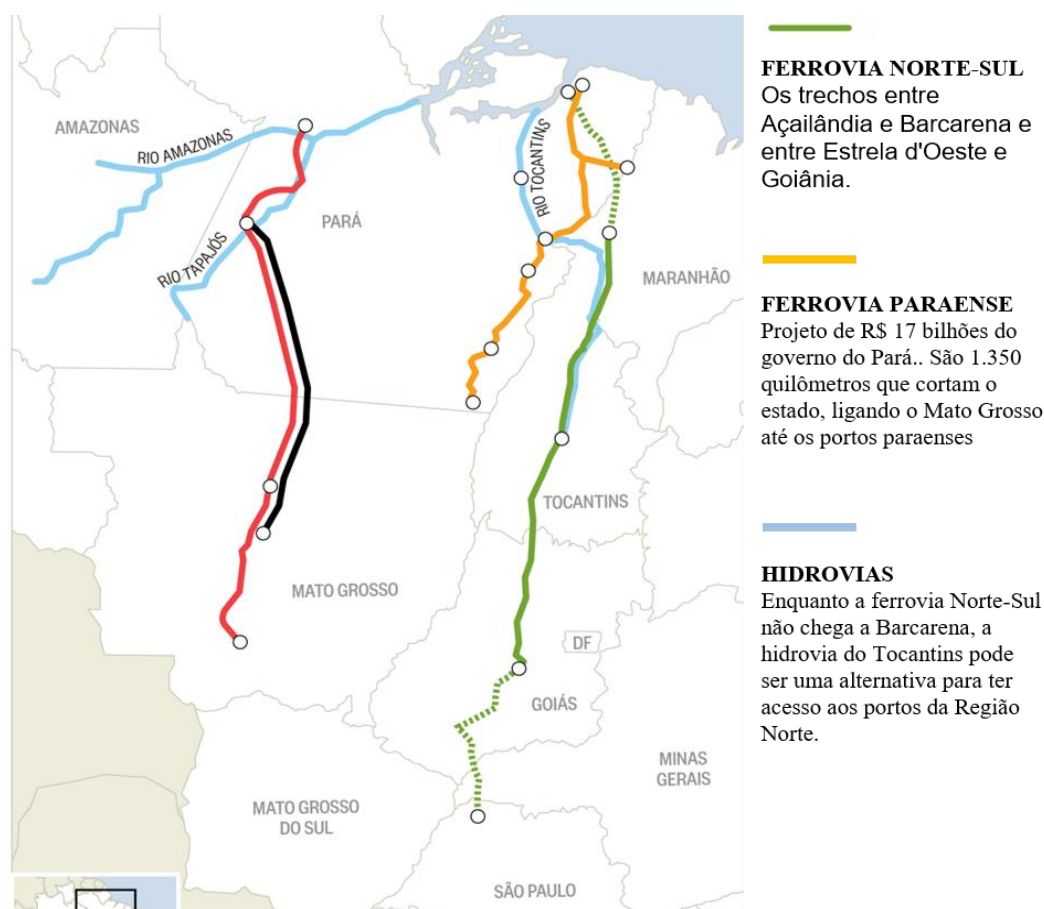 AMAZONAS
RIO AMAZONAS
RIO TAPAJÓS
PARÁ
RIO TOCANTINS
MARANHÃO
TOCANTINS
MATO GROSSO
DF
GOIÁS
MINAS
GERAIS
MATO GROSSO
DO SUL
SÃO PAULO
FERROVIA NORTE-SUL
Os trechos entre
Açailândia e Barcarena e
entre Estrela d'Oeste e
Goiânia.
FERROVIA PARAENSE
Projeto de R$ 17 bilhões do
governo do Pará.. São 1.350
quilômetros que cortam o
estado, ligando o Mato Grosso
até os portos paraenses
HIDROVIAS
Enquanto a ferrovia Norte-Sul
não chega a Barcarena, a
hidrovia do Tocantins pode
ser uma alternativa para ter
acesso aos portos da Região
Norte.